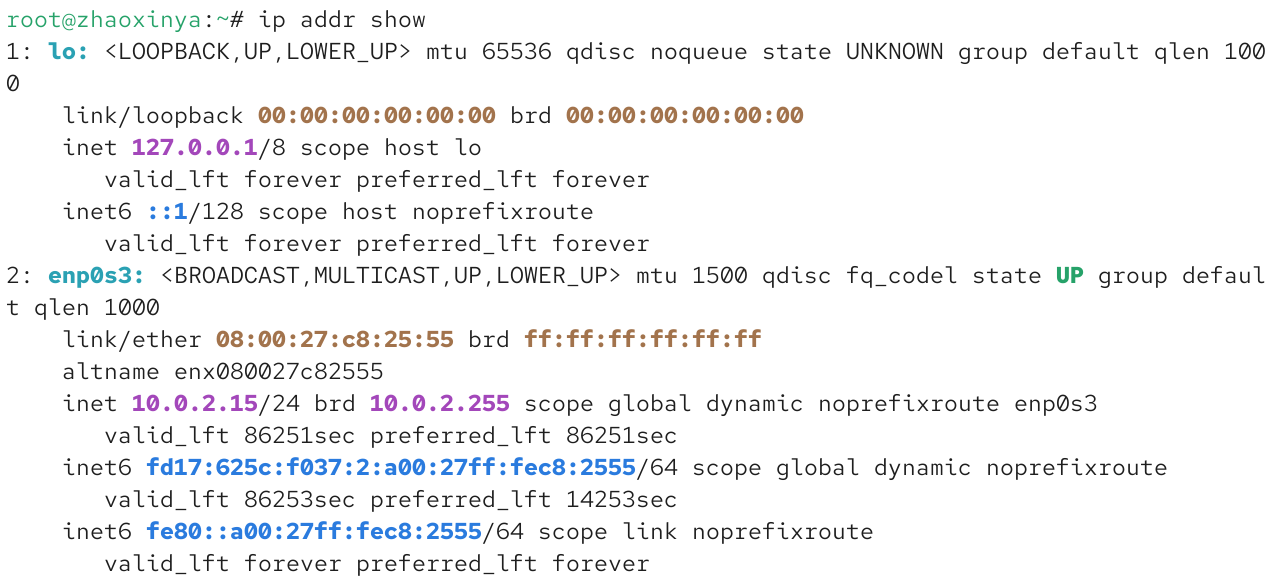 root@zhaoxinya:~# ip addr show
1: lo: <LOOPBACK,UP,LOWER_UP> mtu 65536 qdisc noqueue state UNKNOWN group default qlen 100
0
    link/loopback 00:00:00:00:00:00 brd 00:00:00:00:00:00
    inet 127.0.0.1/8 scope host lo
       valid_lft forever preferred_lft forever
    inet6 ::1/128 scope host noprefixroute
       valid_lft forever preferred_lft forever
2: enp0s3: <BROADCAST,MULTICAST,UP,LOWER_UP> mtu 1500 qdisc fq_codel state UP group defaul
t qlen 1000
    link/ether 08:00:27:c8:25:55 brd ff:ff:ff:ff:ff:ff
    altname enx080027c82555
    inet 10.0.2.15/24 brd 10.0.2.255 scope global dynamic noprefixroute enp0s3
       valid_lft 86251sec preferred_lft 86251sec
    inet6 fd17:625c:f037:2:a00:27ff:fec8:2555/64 scope global dynamic noprefixroute
       valid_lft 86253sec preferred_lft 14253sec
    inet6 fe80::a00:27ff:fec8:2555/64 scope link noprefixroute
       valid_lft forever preferred_lft forever